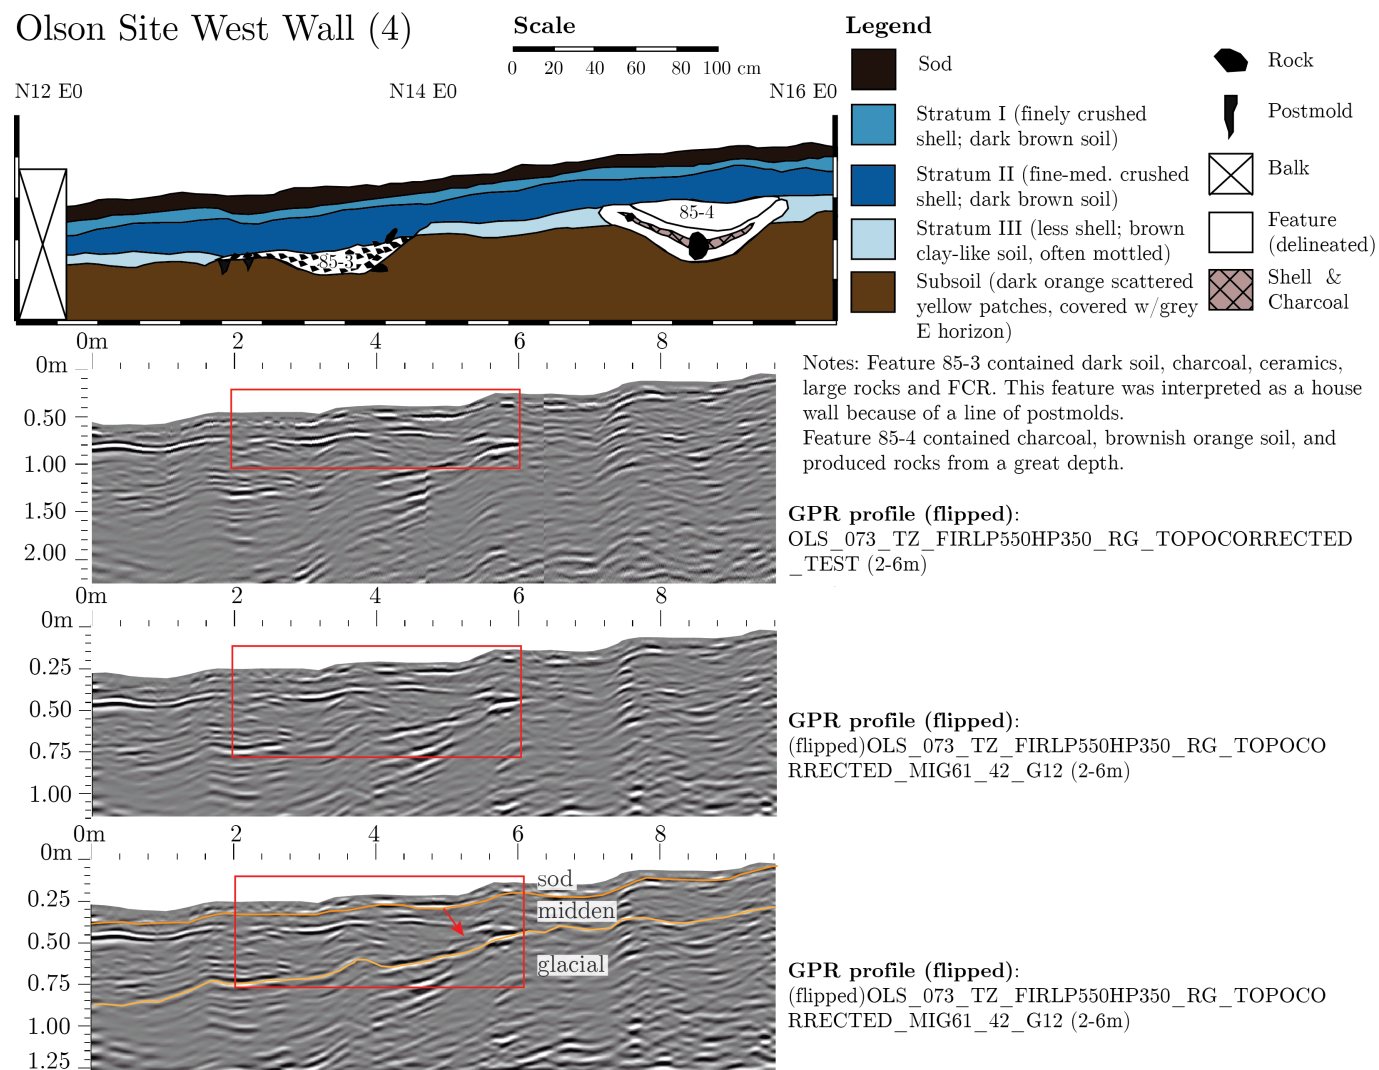 Olson Site West Wall (4)
Scale
0 20 40 60 80 100 cm
N12 E0 N14 E0 N16 E0
85-3
85-4
Legend
Sod
Stratum I (finely crushed
shell; dark brown soil)
Stratum II (fine-med. crushed
shell; dark brown soil)
Stratum III (less shell; brown
clay-like soil, often mottled)
Subsoil (dark orange scattered
yellow patches, covered w/grey
E horizon)
Rock
Postmold
Balk
Feature
(delineated)
Shell &
Charcoal
0m 2 4 6 8
0m
0.50
1.00
1.50
2.00
Notes: Feature 85-3 contained dark soil, charcoal, ceramics,
large rocks and FCR. This feature was interpreted as a house
wall because of a line of postmolds.
Feature 85-4 contained charcoal, brownish orange soil, and
produced rocks from a great depth.
GPR profile (flipped):
OLS_073_TZ_FIRLP550HP350_RG_TOPOCORRECTED
_TEST (2-6m)
0m 2 4 6 8
0m
0.25
0.50
0.75
1.00
GPR profile (flipped):
(flipped)OLS_073_TZ_FIRLP550HP350_RG_TOPOCO
RRECTED_MIG61_42_G12 (2-6m)
0m 2 4 6 8
0m
0.25
0.50
0.75
1.00
1.25
sod
midden
glacial
GPR profile (flipped):
(flipped)OLS_073_TZ_FIRLP550HP350_RG_TOPOCO
RRECTED_MIG61_42_G12 (2-6m)